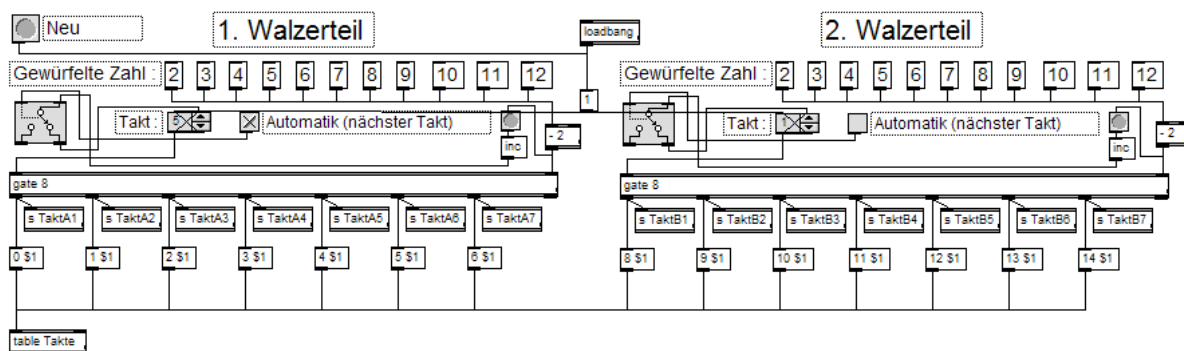 Neu
1. Walzerteil
loadbang
2. Walzerteil
Gewürfelte Zahl : 2 3 4 5 6 7 8 9 10 11 12
Gewürfelte Zahl : 2 3 4 5 6 7 8 9 10 11 12
1
Takt : 5 Automatik (nächster Takt)
Takt : 1 Automatik (nächster Takt)
- 2
- 2
inc
inc
gate 8
gate 8
s TaktA1 s TaktA2 s TaktA3 s TaktA4 s TaktA5 s TaktA6 s TaktA7
s TaktB1 s TaktB2 s TaktB3 s TaktB4 s TaktB5 s TaktB6 s TaktB7
0 $1 1 $1 2 $1 3 $1 4 $1 5 $1 6 $1
8 $1 9 $1 10 $1 11 $1 12 $1 13 $1 14 $1
table Takte